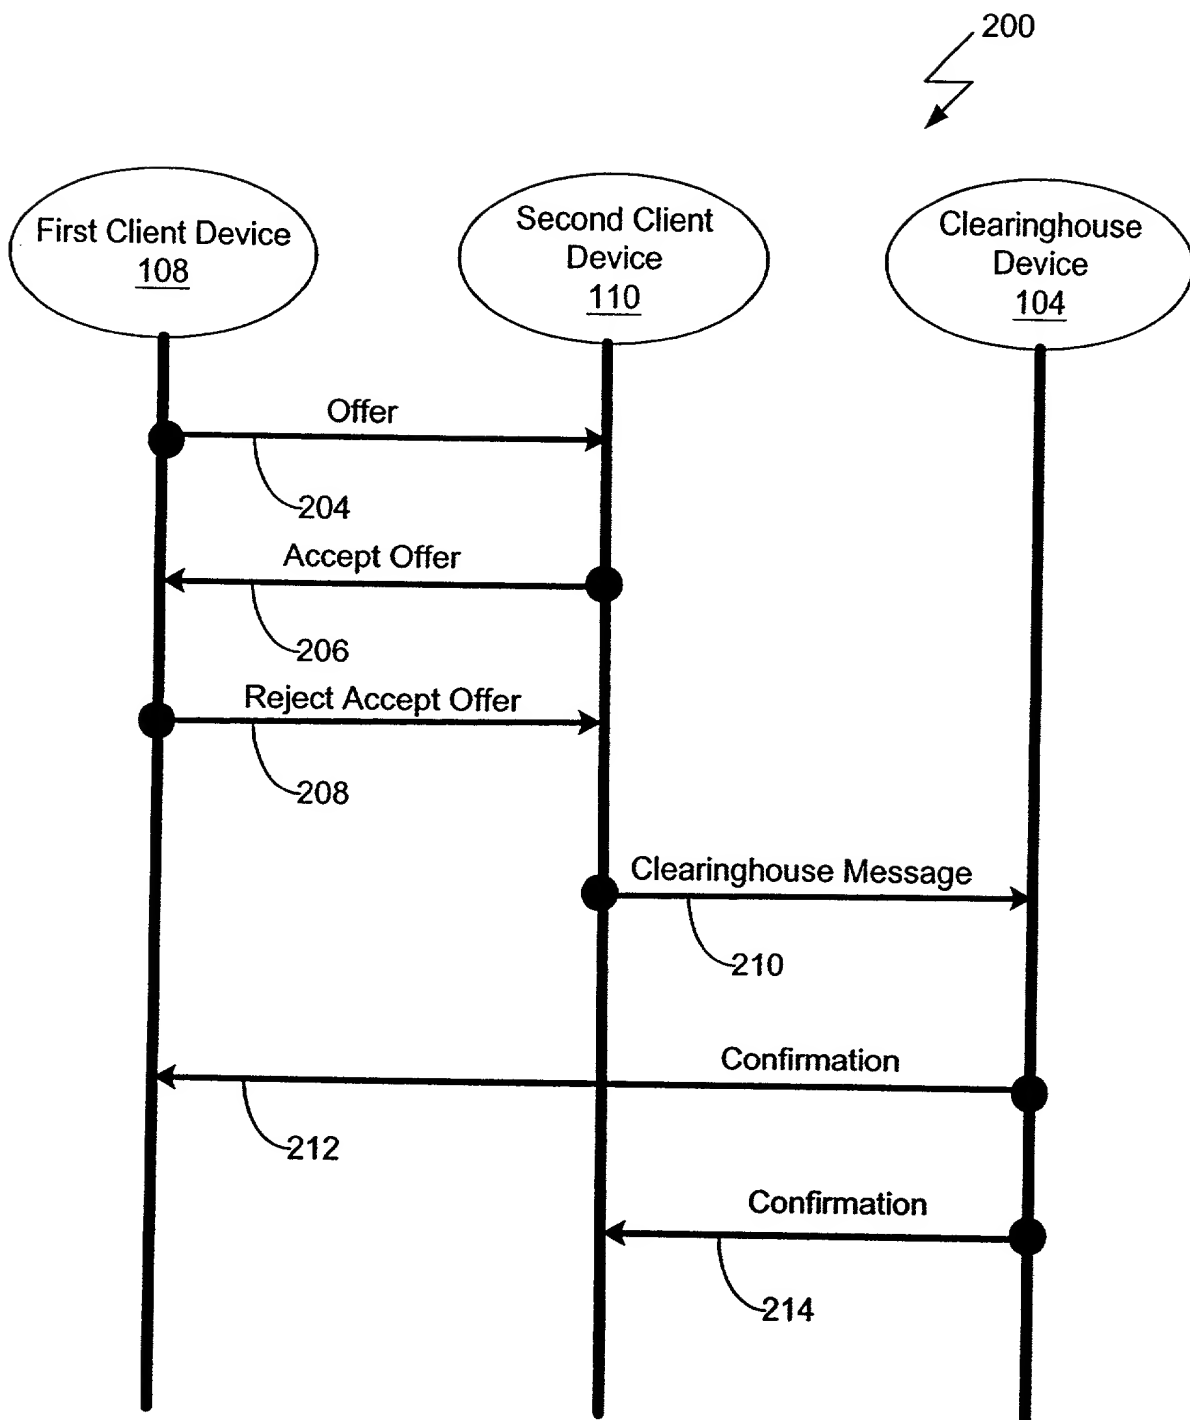 200
First Client Device
108
Second Client
Device
110
Clearinghouse
Device
104
Offer
204
Accept Offer
206
Reject Accept Offer
208
Clearinghouse Message
210
Confirmation
212
Confirmation
214